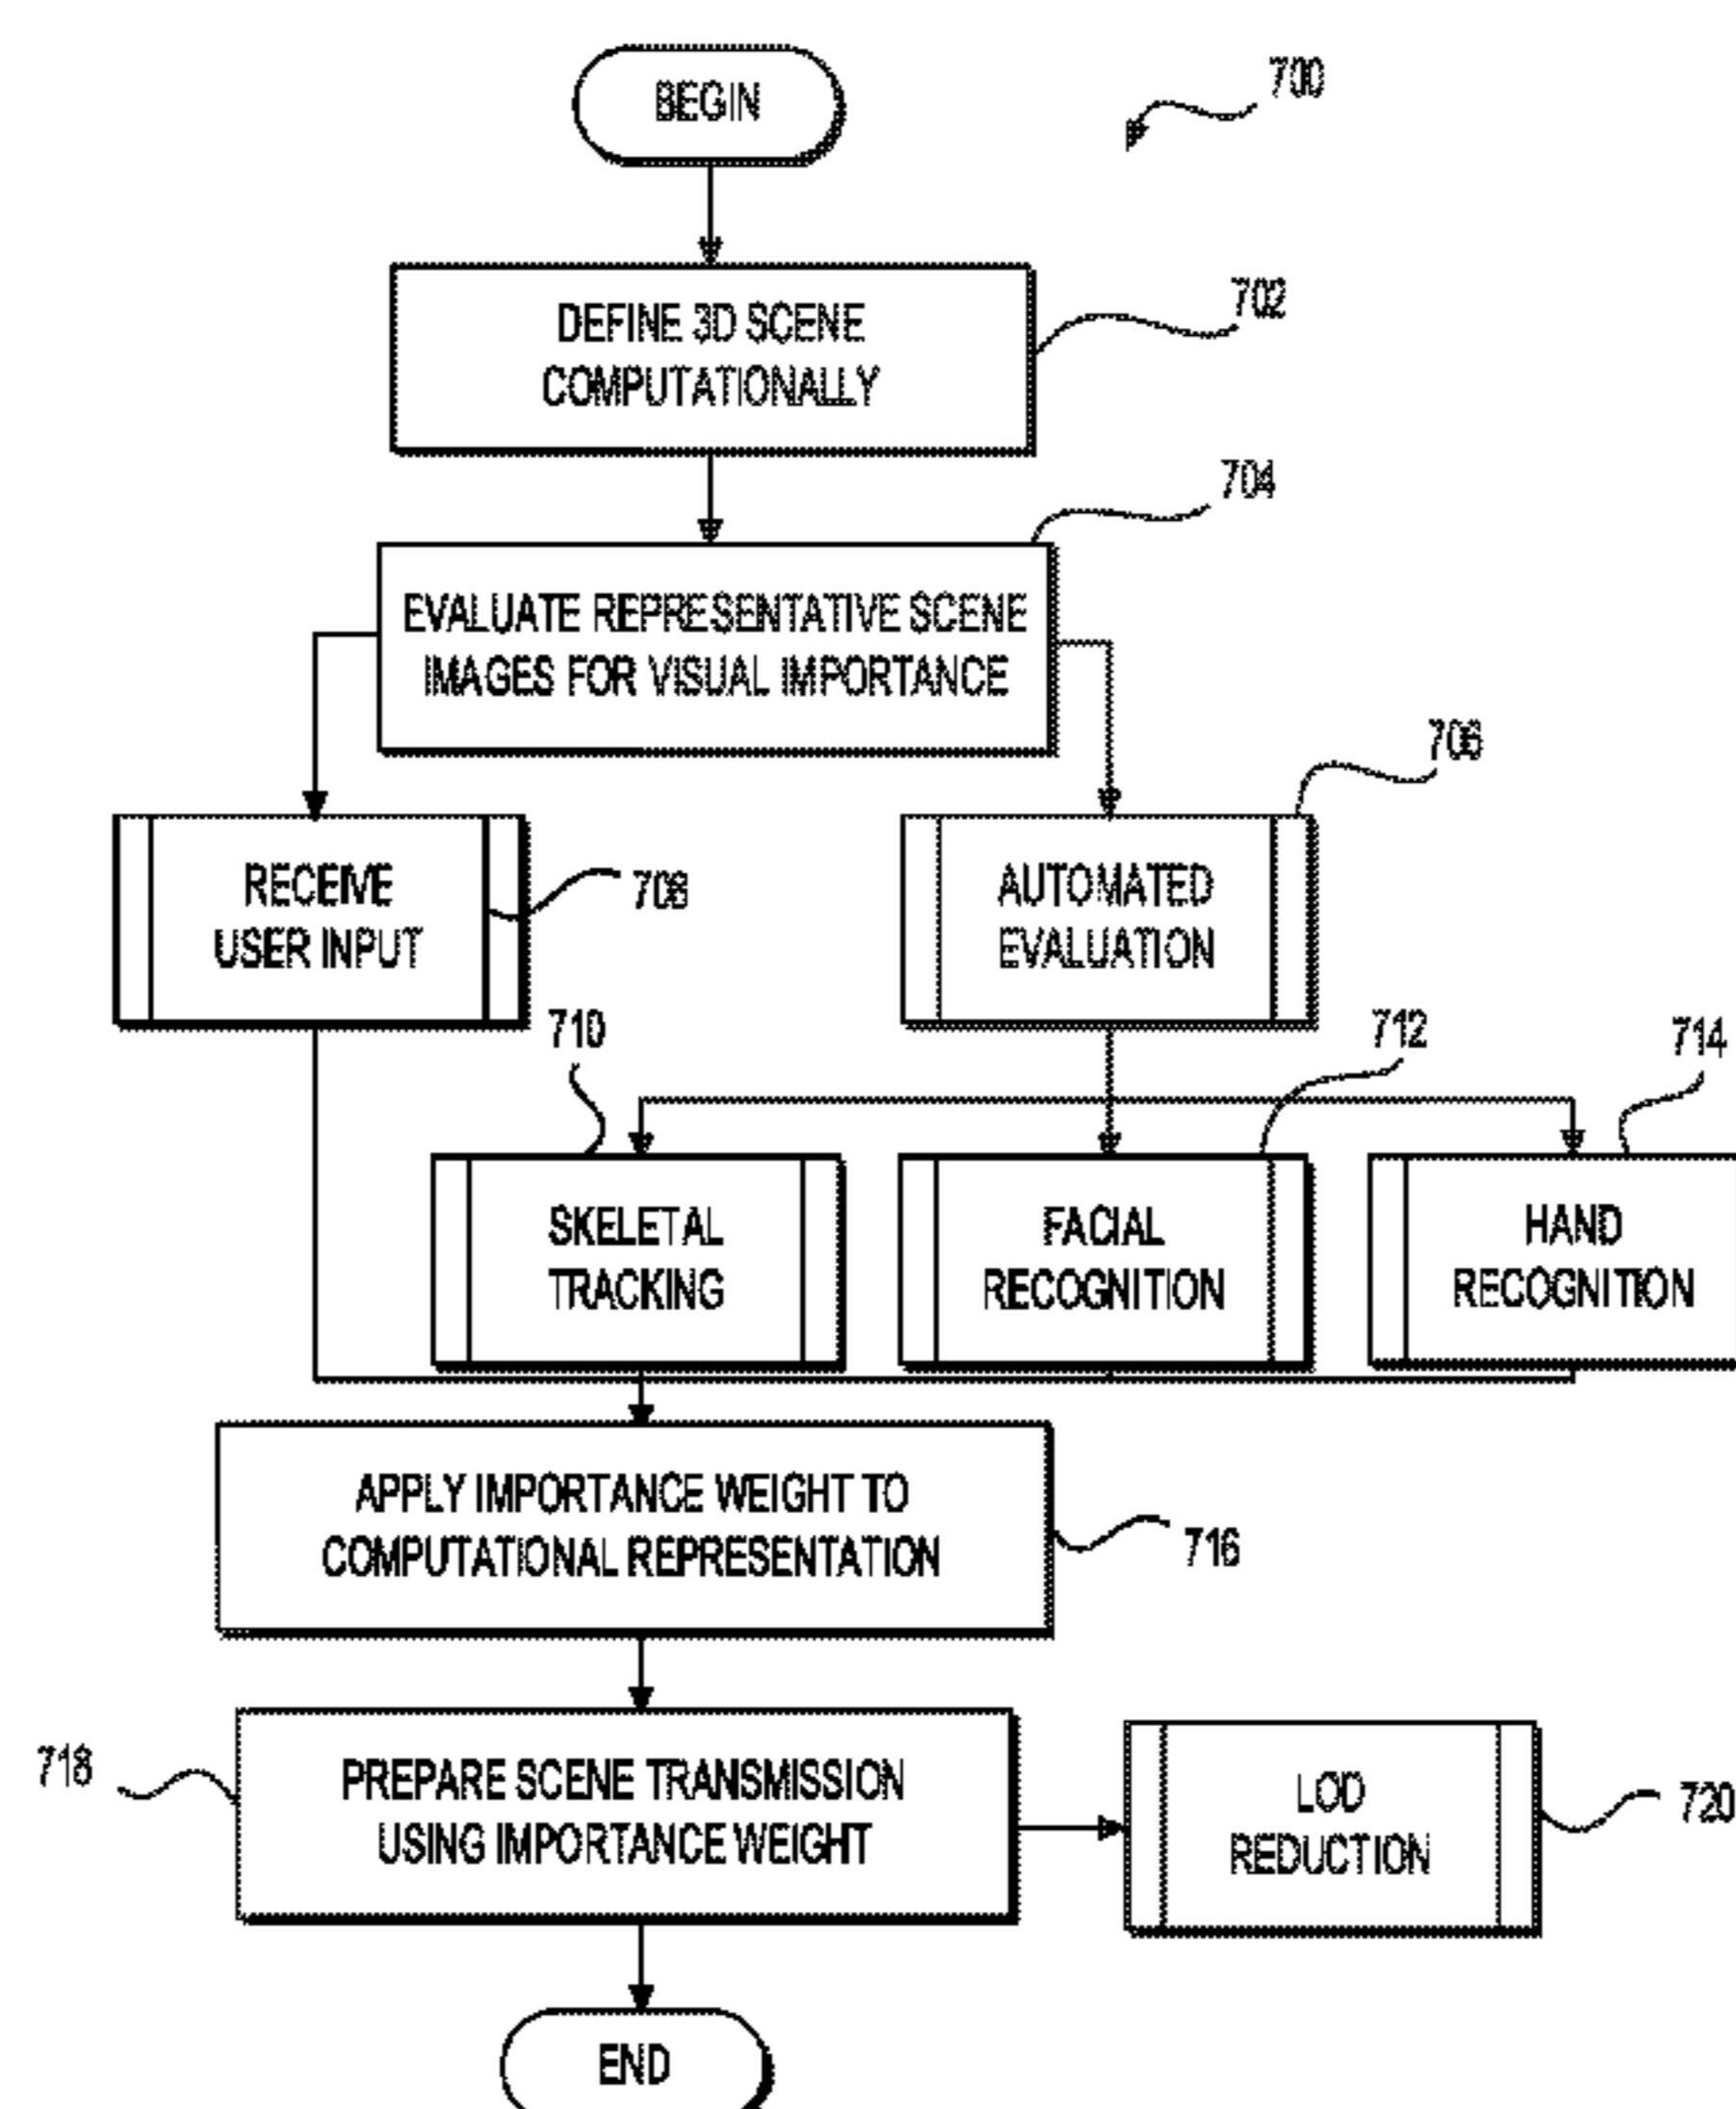 BEGIN
700
DEFINE 3D SCENE
COMPUTATIONALLY
702
704
EVALUATE REPRESENTATIVE SCENE
IMAGES FOR VISUAL IMPORTANCE
706
RECEIVE
USER INPUT
708
AUTOMATED
EVALUATION
710
712
714
SKELETAL
TRACKING
FACIAL
RECOGNITION
HAND
RECOGNITION
APPLY IMPORTANCE WEIGHT TO
COMPUTATIONAL REPRESENTATION
716
718
PREPARE SCENE TRANSMISSION
USING IMPORTANCE WEIGHT
LOD
REDUCTION
720
END